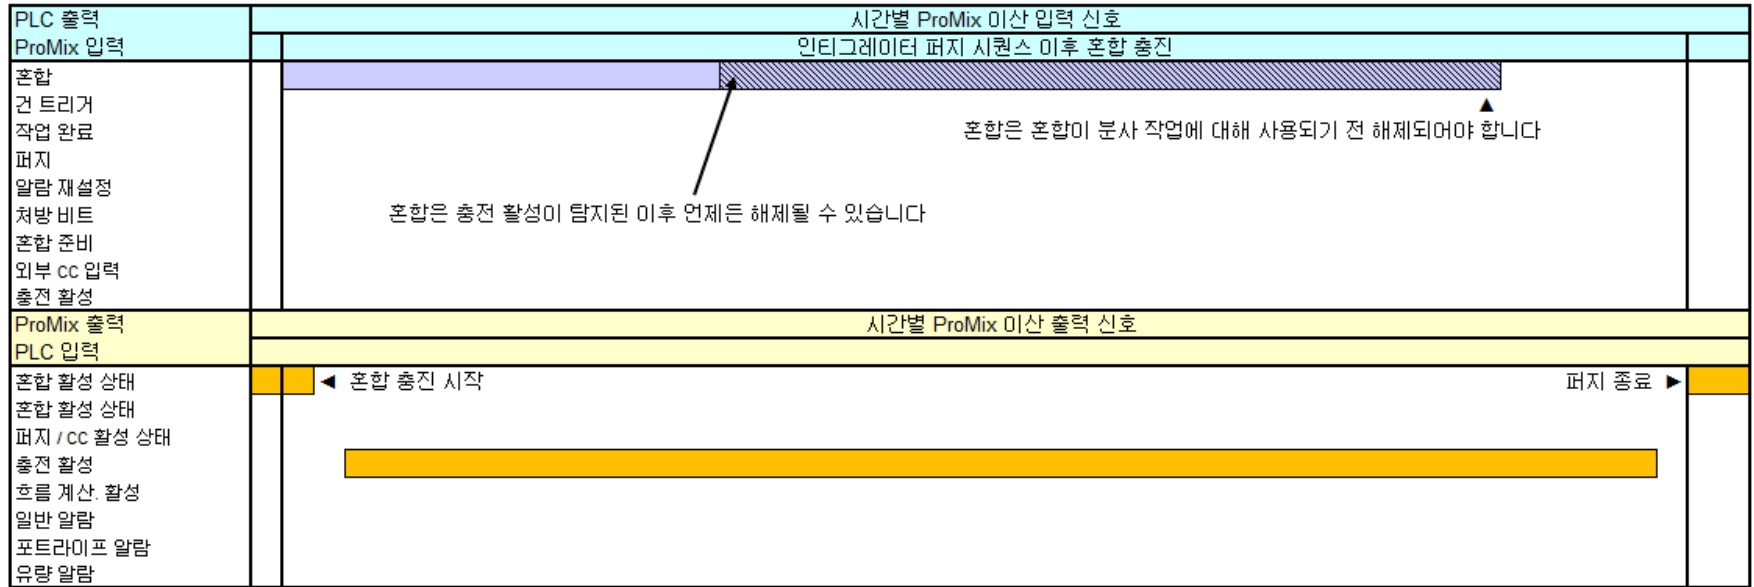 PLC 출력
시간별 ProMix 이산 입력 신호
ProMix 입력
인티그레이터 퍼지 시퀀스 이후 혼합 충진
혼합
건 트리거
작업 완료
혼합은 혼합이 분사 작업에 대해 사용되기 전 해제되어야 합니다
퍼지
알람 재설정
처방 비트
혼합은 충전 활성이 탐지된 이후 언제든 해제될 수 있습니다
혼합 준비
외부 CC 입력
충전 활성
ProMix 출력
시간별 ProMix 이산 출력 신호
PLC 입력
혼합 활성 상태
◄ 혼합 충진 시작
퍼지 종료 ►
혼합 활성 상태
퍼지 / CC 활성 상태
충전 활성
흐름 계산. 활성
일반 알람
포트라이프 알람
유량 알람